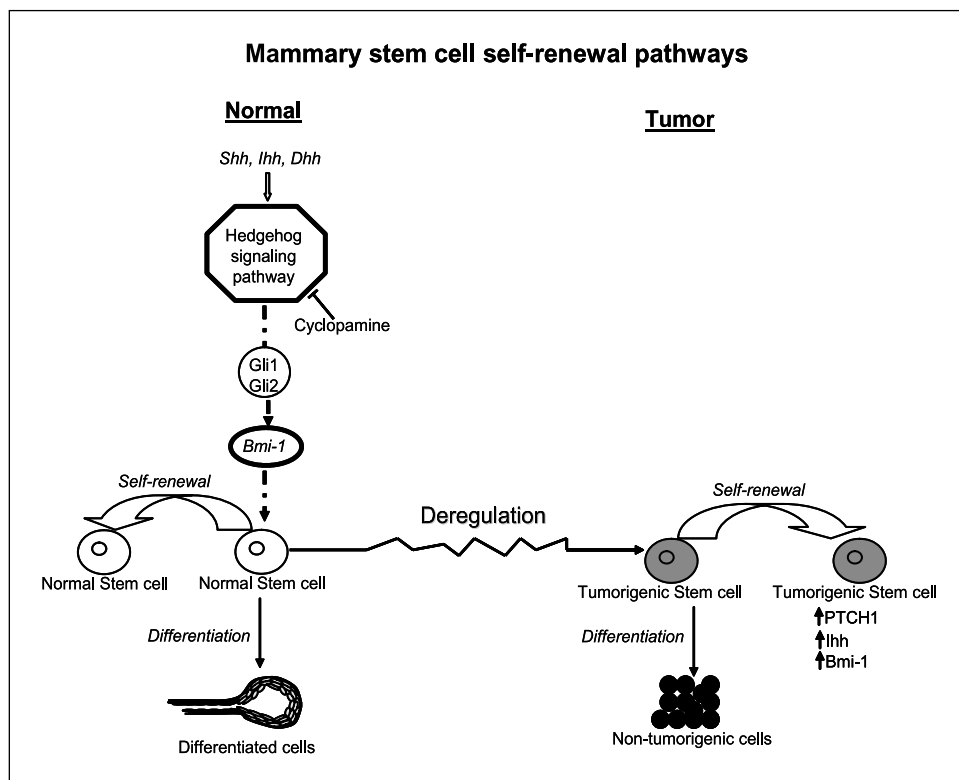 Mammary stem cell self-renewal pathways
Normal
Tumor
Shh, Ihh, Dhh
Hedgehog
signaling
pathway
Cyclopamine
Gli1
Gli2
Bmi-1
Self-renewal
Self-renewal
Deregulation
Normal Stem cell
Normal Stem cell
Tumorigenic Stem cell
Tumorigenic Stem cell
PTCH1
Ihh
Bmi-1
Differentiation
Differentiation
Differentiated cells
Non-tumorigenic cells